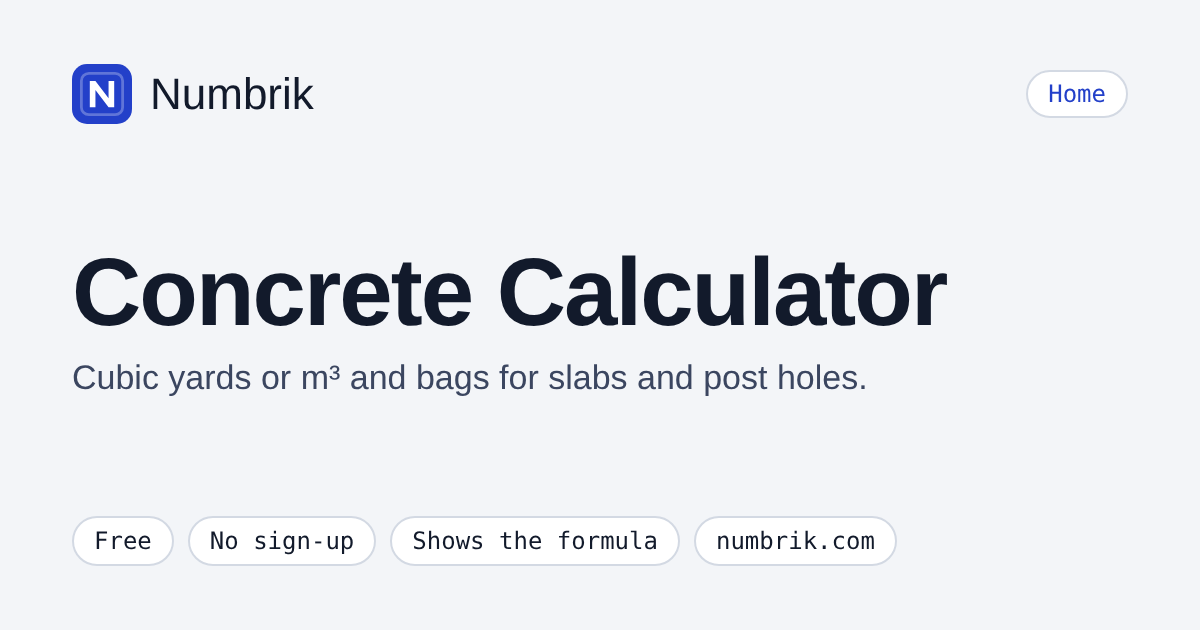 N Numbrik
Home
Concrete Calculator
Cubic yards or m³ and bags for slabs and post holes.
Free
No sign-up
Shows the formula
numbrik.com